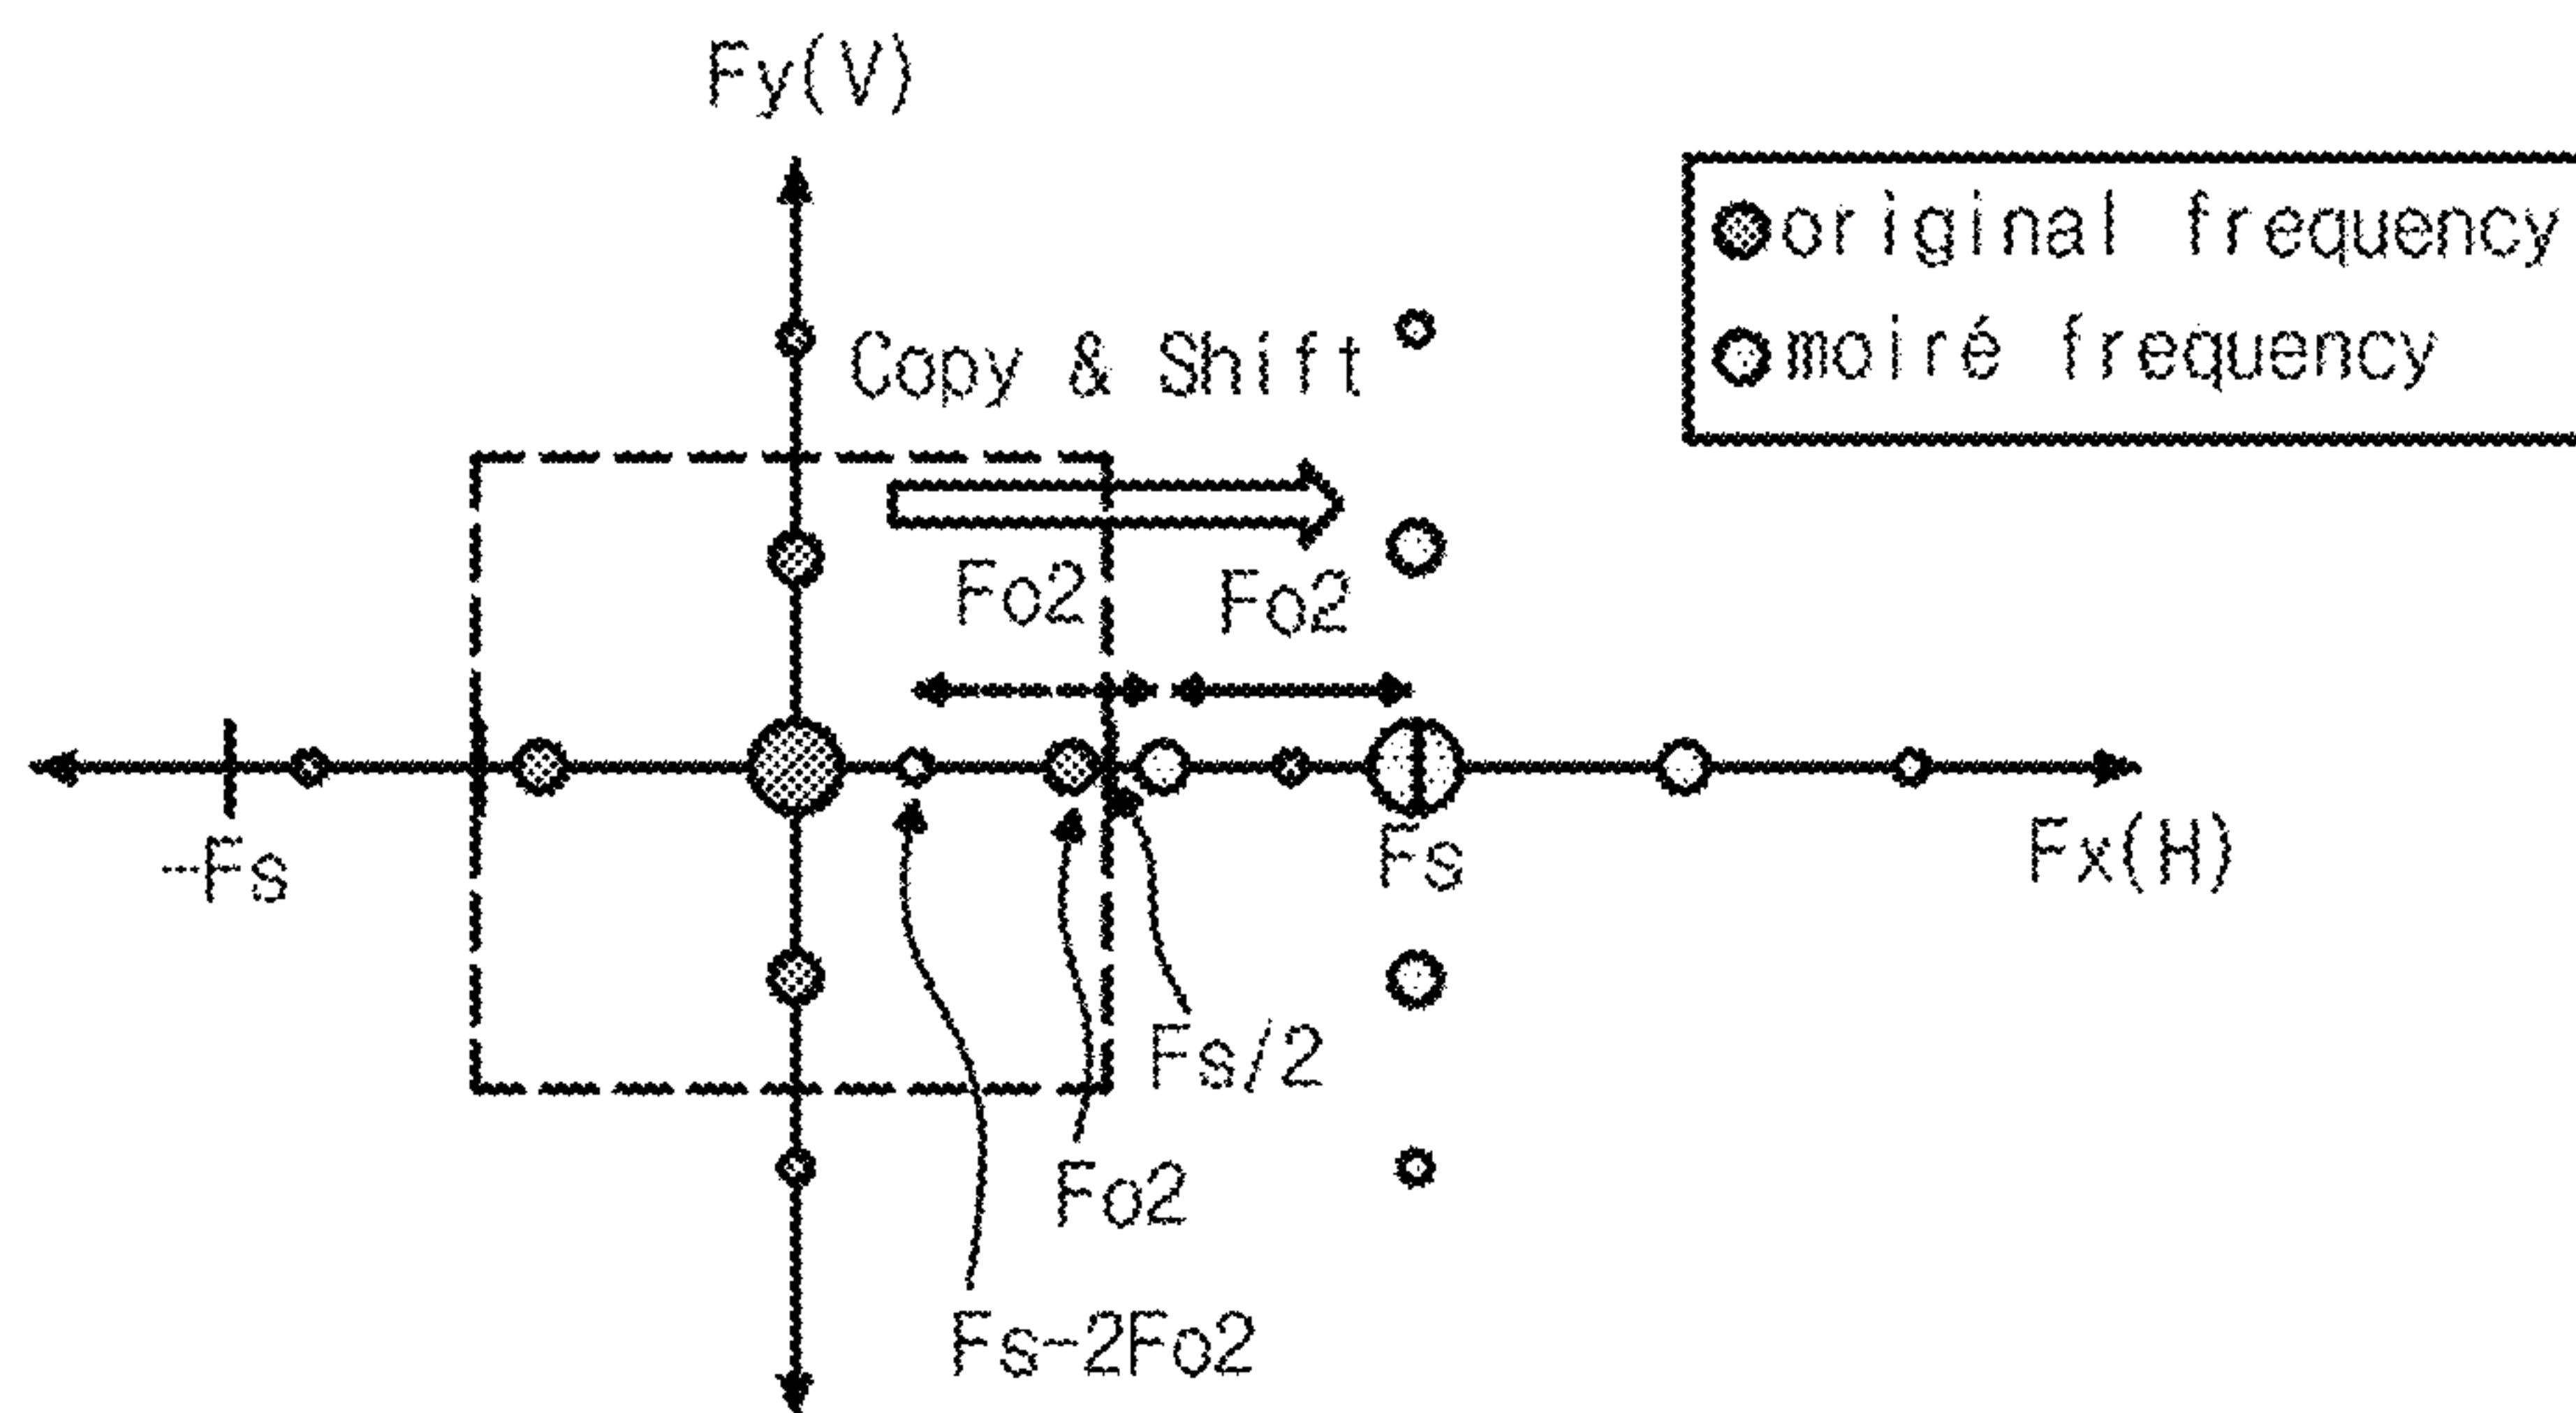 Fy(V)
original frequency
moiré frequency
Copy & Shift
Fo2
Fo2
-Fs
Fs
Fx(H)
Fs/2
Fo2
Fs-2Fo2